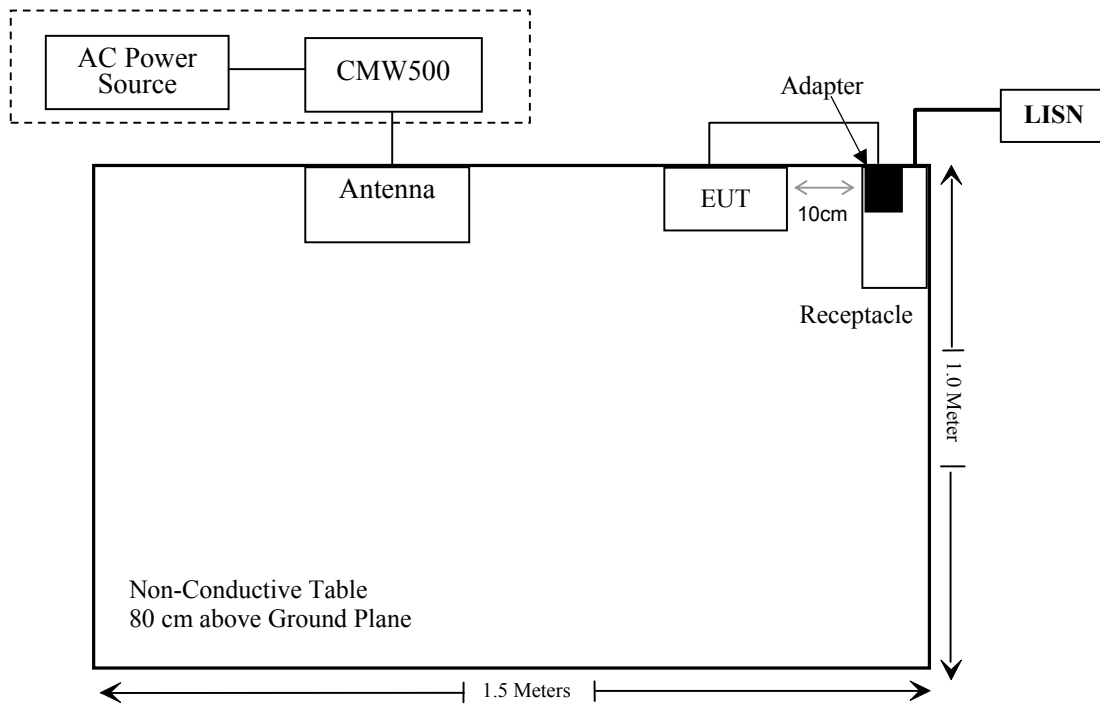 AC Power
Source
CMW500
Adapter
LISN
Antenna
EUT
10cm
Receptacle
1.0 Meter
Non-Conductive Table
80 cm above Ground Plane
1.5 Meters